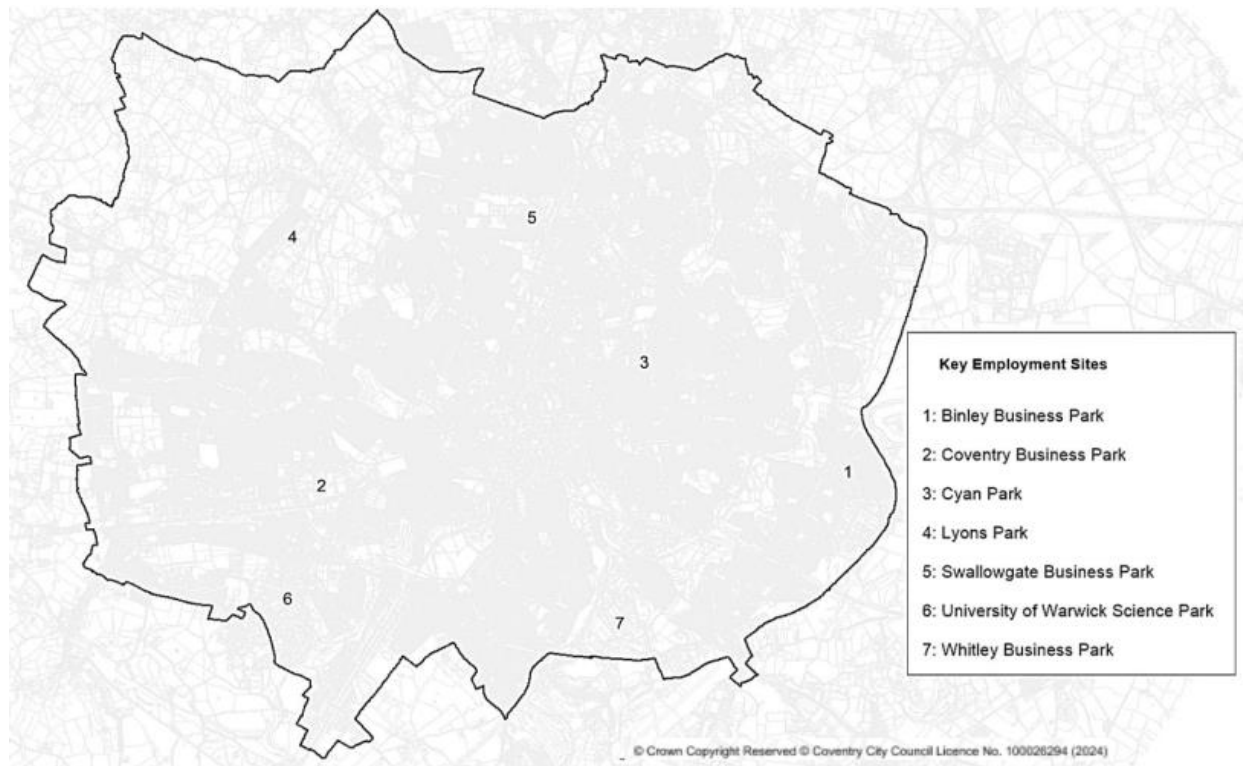 5
4
3
1
2
6
7
Key Employment Sites
1: Binley Business Park
2: Coventry Business Park
3: Cyan Park
4: Lyons Park
5: Swallowgate Business Park
6: University of Warwick Science Park
7: Whitley Business Park
© Crown Copyright Reserved © Coventry City Council Licence No. 100026294 (2024)